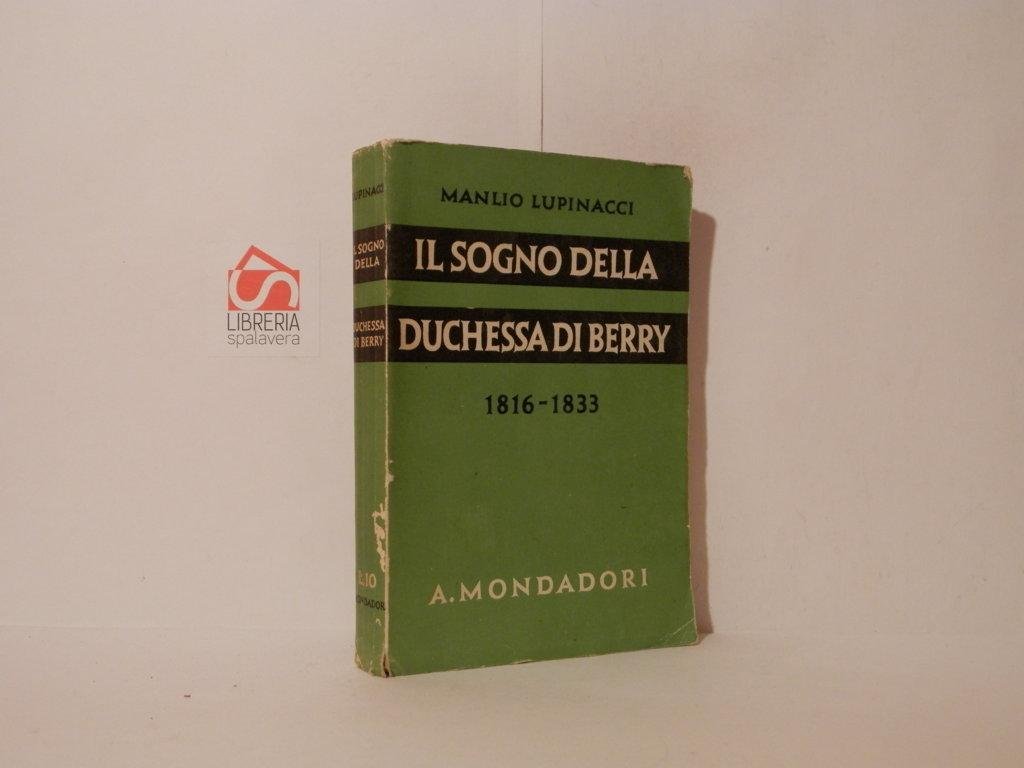 MANLIO LUPINACCI
IL SOGNO DELLA
DUCHESSA DI BERRY
1816-1833
A. MONDADORI
LUPINACCI
IL SOGNO
DELLA
DUCHESSA
DI BERRY
L. 10
MONDADORI
LIBRERIA
spalavera